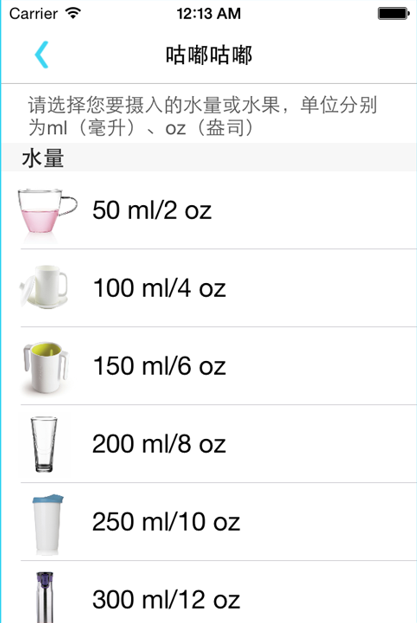 Carrier 12:13 AM
咕嘟咕嘟
请选择您要摄入的水量或水果，单位分别
为ml（毫升）、oz（盎司）
水量
50 ml/2 oz
100 ml/4 oz
150 ml/6 oz
200 ml/8 oz
250 ml/10 oz
300 ml/12 oz